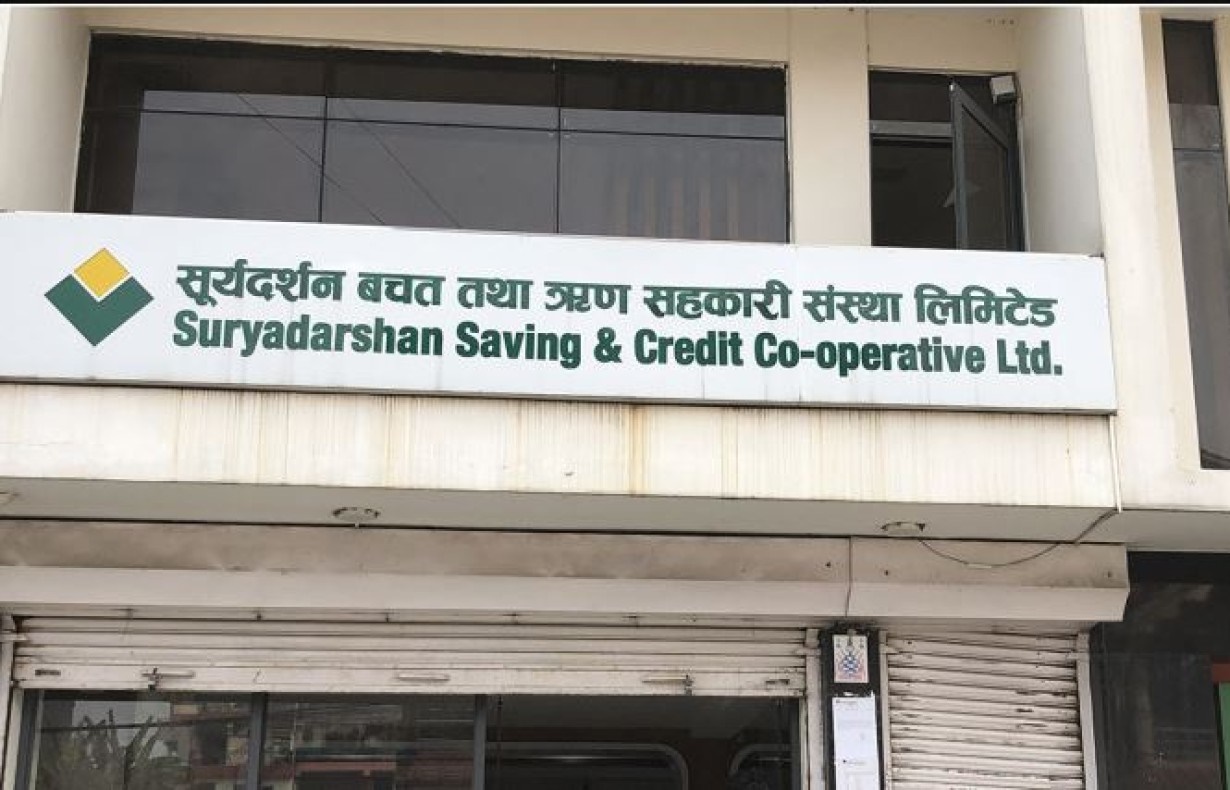 सूर्यदर्शन बचत तथा ऋण सहकारी संस्था लिमिटेड
Suryadarshan Saving & Credit Co-operative Ltd.